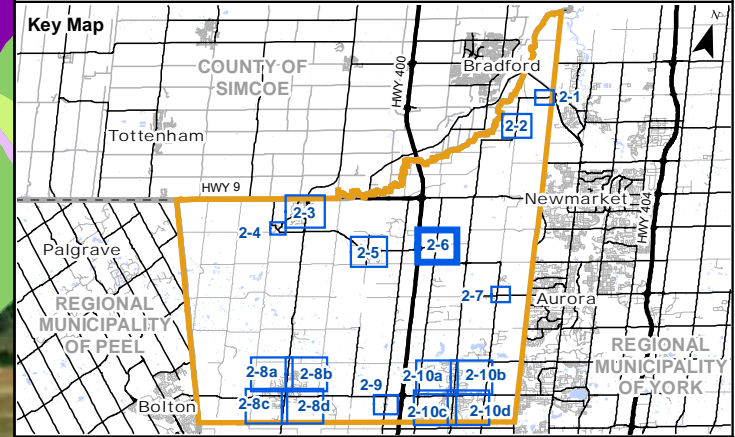 Key Map
N
COUNTY OF
SIMCOE
HWY 400
Bradford
2-1
2-2
Tottenham
HWY 9
Newmarket
HWY 404
2-3
2-4
2-5
2-6
Palgrave
2-7
Aurora
REGIONAL
MUNICIPALITY
OF PEEL
REGIONAL
MUNICIPALITY
OF YORK
2-8a
2-8b
2-10a
2-10b
2-9
Bolton
2-8c
2-8d
2-10c
2-10d